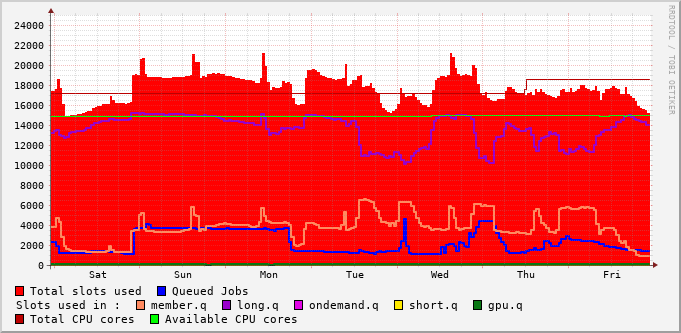 24000
22000
20000
18000
16000
14000
12000
10000
8000
6000
4000
2000
0
Sat Sun Mon Tue Wed Thu Fri
Total slots used Queued Jobs
Slots used in : member.q long.q ondemand.q short.q gpu.q
Total CPU cores Available CPU cores
RRDTOOL / TOBI OETIKER